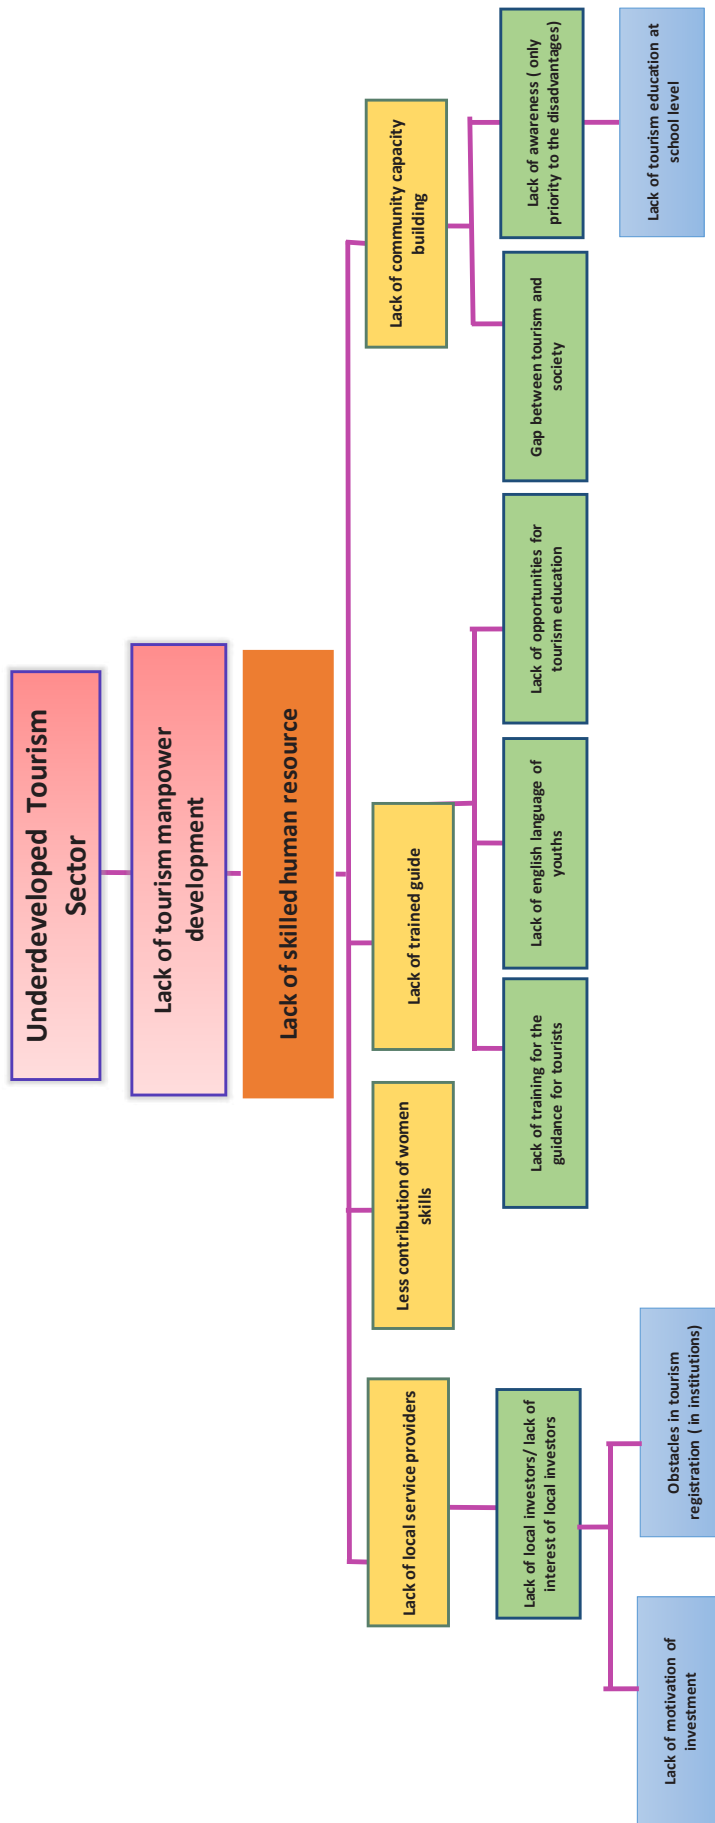 Underdeveloped Tourism
Sector
Lack of tourism manpower
development
Lack of skilled human resource
Lack of local service providers
Less contribution of women
skills
Lack of trained guide
Lack of community capacity
building
Lack of local investors/ lack of
interest of local investors
Lack of training for the
guidance for tourists
Lack of english language of
youths
Lack of opportunities for
tourism education
Gap between tourism and
society
Lack of awareness ( only
priority to the disadvantages)
Lack of motivation of
investment
Obstacles in tourism
registration ( in institutions)
Lack of tourism education at
school level